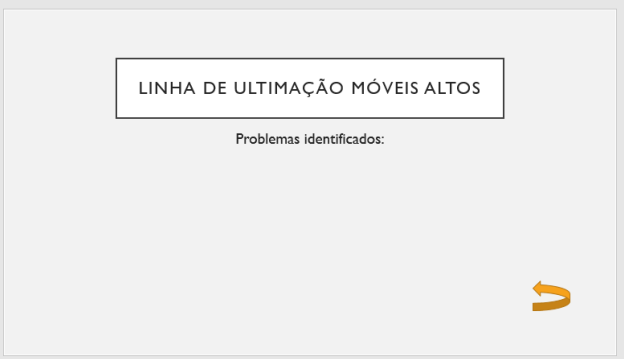 LINHA DE ULTIMAÇÃO MÓVEIS ALTOS
Problemas identificados: